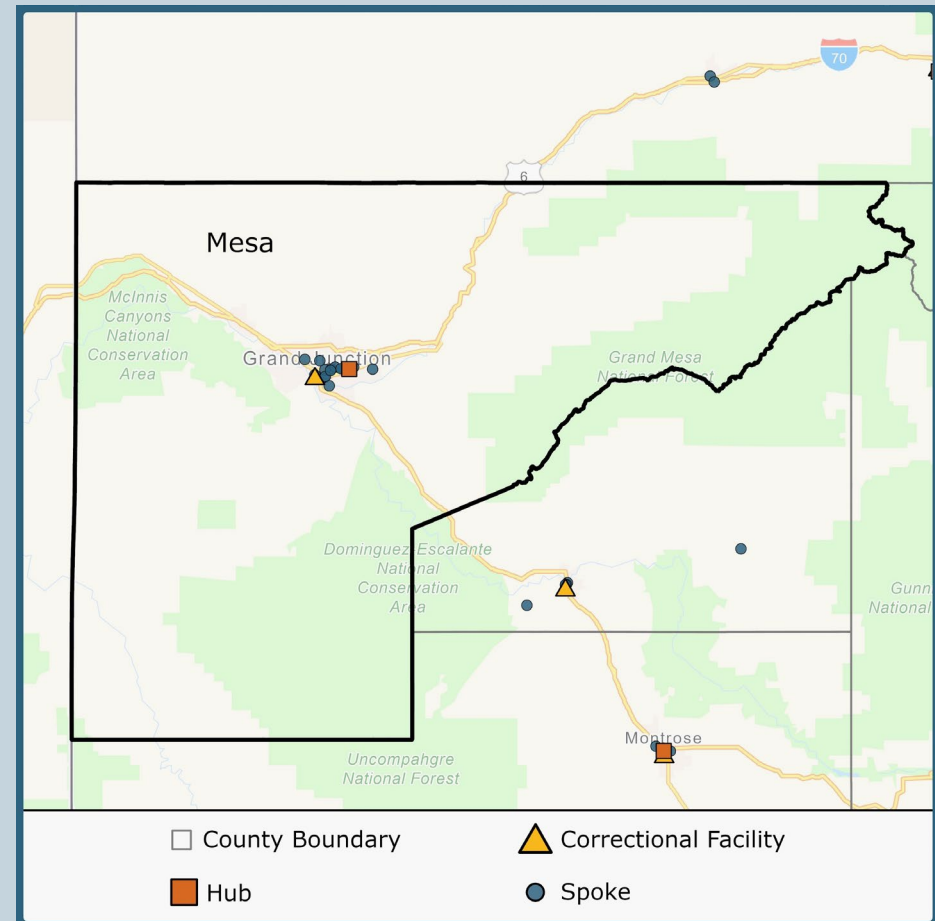 70
6
Mesa
McInnis
Canyons
National
Conservation
Area
Grand Junction
Grand Mesa
National Forest
Dominguez-Escalante
National
Conservation
Area
Gunn
National
Montrose
Uncompahgre
National Forest
County Boundary
Correctional Facility
Hub
Spoke